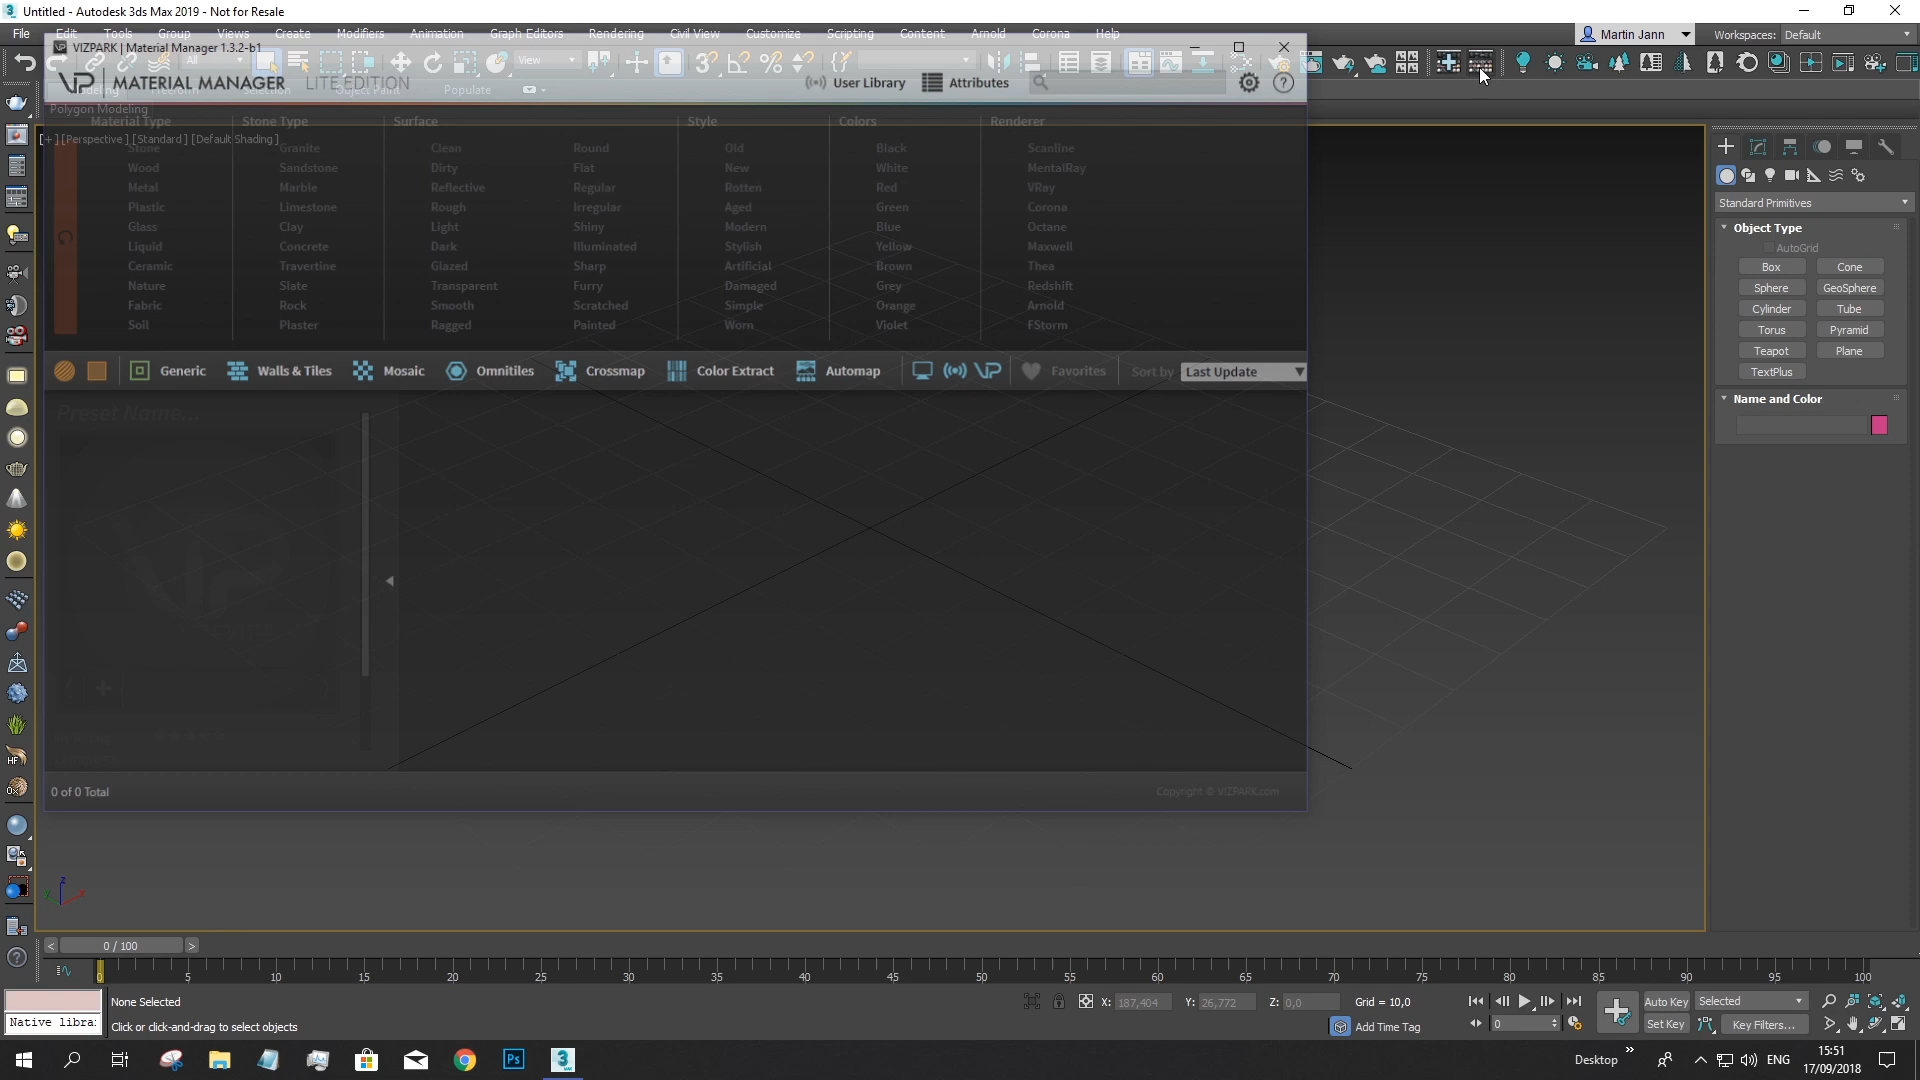 Untitled - Autodesk 3ds Max 2019 - Not for Resale
File Edit Tools Group Views Create Modifiers Animation Graph Editors Rendering Civil View Customize Scripting Content Arnold Corona Help
Martin Jann Workspaces: Default
VIZPARK | Material Manager 1.3.2-b1
All View
VP | MATERIAL MANAGER LITE EDITION User Library Attributes
Selection Object Paint Populate
Polygon Modeling
[+] [Perspective] [Standard] [Default Shading]
Material Type Stone Type Surface Style Colors Renderer
Stone Granite Clean Round Old Black Scanline
Wood Sandstone Dirty Flat New White MentalRay
Metal Marble Reflective Regular Rotten Red VRay
Plastic Limestone Rough Irregular Aged Green Corona
Glass Clay Light Shiny Modern Blue Octane
Liquid Concrete Dark Illuminated Stylish Yellow Maxwell
Ceramic Travertine Glazed Sharp Artificial Brown Thea
Nature Slate Transparent Furry Damaged Grey Redshift
Fabric Rock Smooth Scratched Simple Orange Arnold
Soil Plaster Ragged Painted Worn Violet FStorm
Generic Walls & Tiles Mosaic Omnitiles Crossmap Color Extract Automap VP Favorites Sort by Last Update
Preset Name...
0 of 0 Total
Copyright © VIZPARK.com
Standard Primitives
Object Type
AutoGrid
Box Cone
Sphere GeoSphere
Cylinder Tube
Torus Pyramid
Teapot Plane
TextPlus
Name and Color
HF
z
x
y
< 0 / 100 >
0 5 10 15 20 25 30 35 40 45 50 55 60 65 70 75 80 85 90 95 100
None Selected X: 187,404 Y: 26,772 Z: 0,0 Grid = 10,0 Auto Key Selected
Native libra:
Click or click-and-drag to select objects Add Time Tag 0 Set Key Key Filters...
Ps 3 MAX Desktop » ENG 15:51
17/09/2018